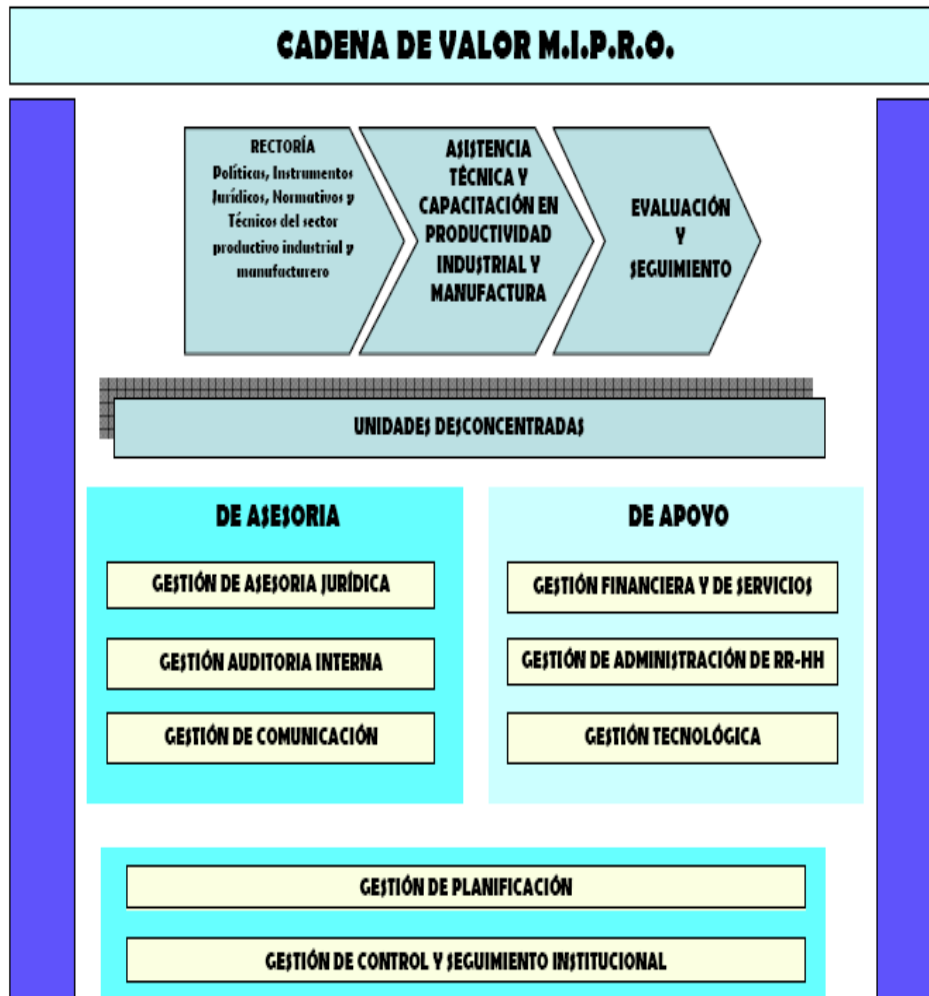 CADENA DE VALOR M.I.P.R.O.
RECTORÍA
Políticas, Instrumentos
Jurídicos, Normativos y
Técnicos del sector
productivo industrial y
manufacturero
ASISTENCIA
TÉCNICA Y
CAPACITACIÓN EN
PRODUCTIVIDAD
INDUSTRIAL Y
MANUFACTURA
EVALUACIÓN
Y
SEGUIMIENTO
UNIDADES DESCONCENTRADAS
DE ASESORIA
GESTIÓN DE ASESORIA JURÍDICA
GESTIÓN AUDITORIA INTERNA
GESTIÓN DE COMUNICACIÓN
DE APOYO
GESTIÓN FINANCIERA Y DE SERVICIOS
GESTIÓN DE ADMINISTRACIÓN DE RR-HH
GESTIÓN TECNOLÓGICA
GESTIÓN DE PLANIFICACIÓN
GESTIÓN DE CONTROL Y SEGUIMIENTO INSTITUCIONAL